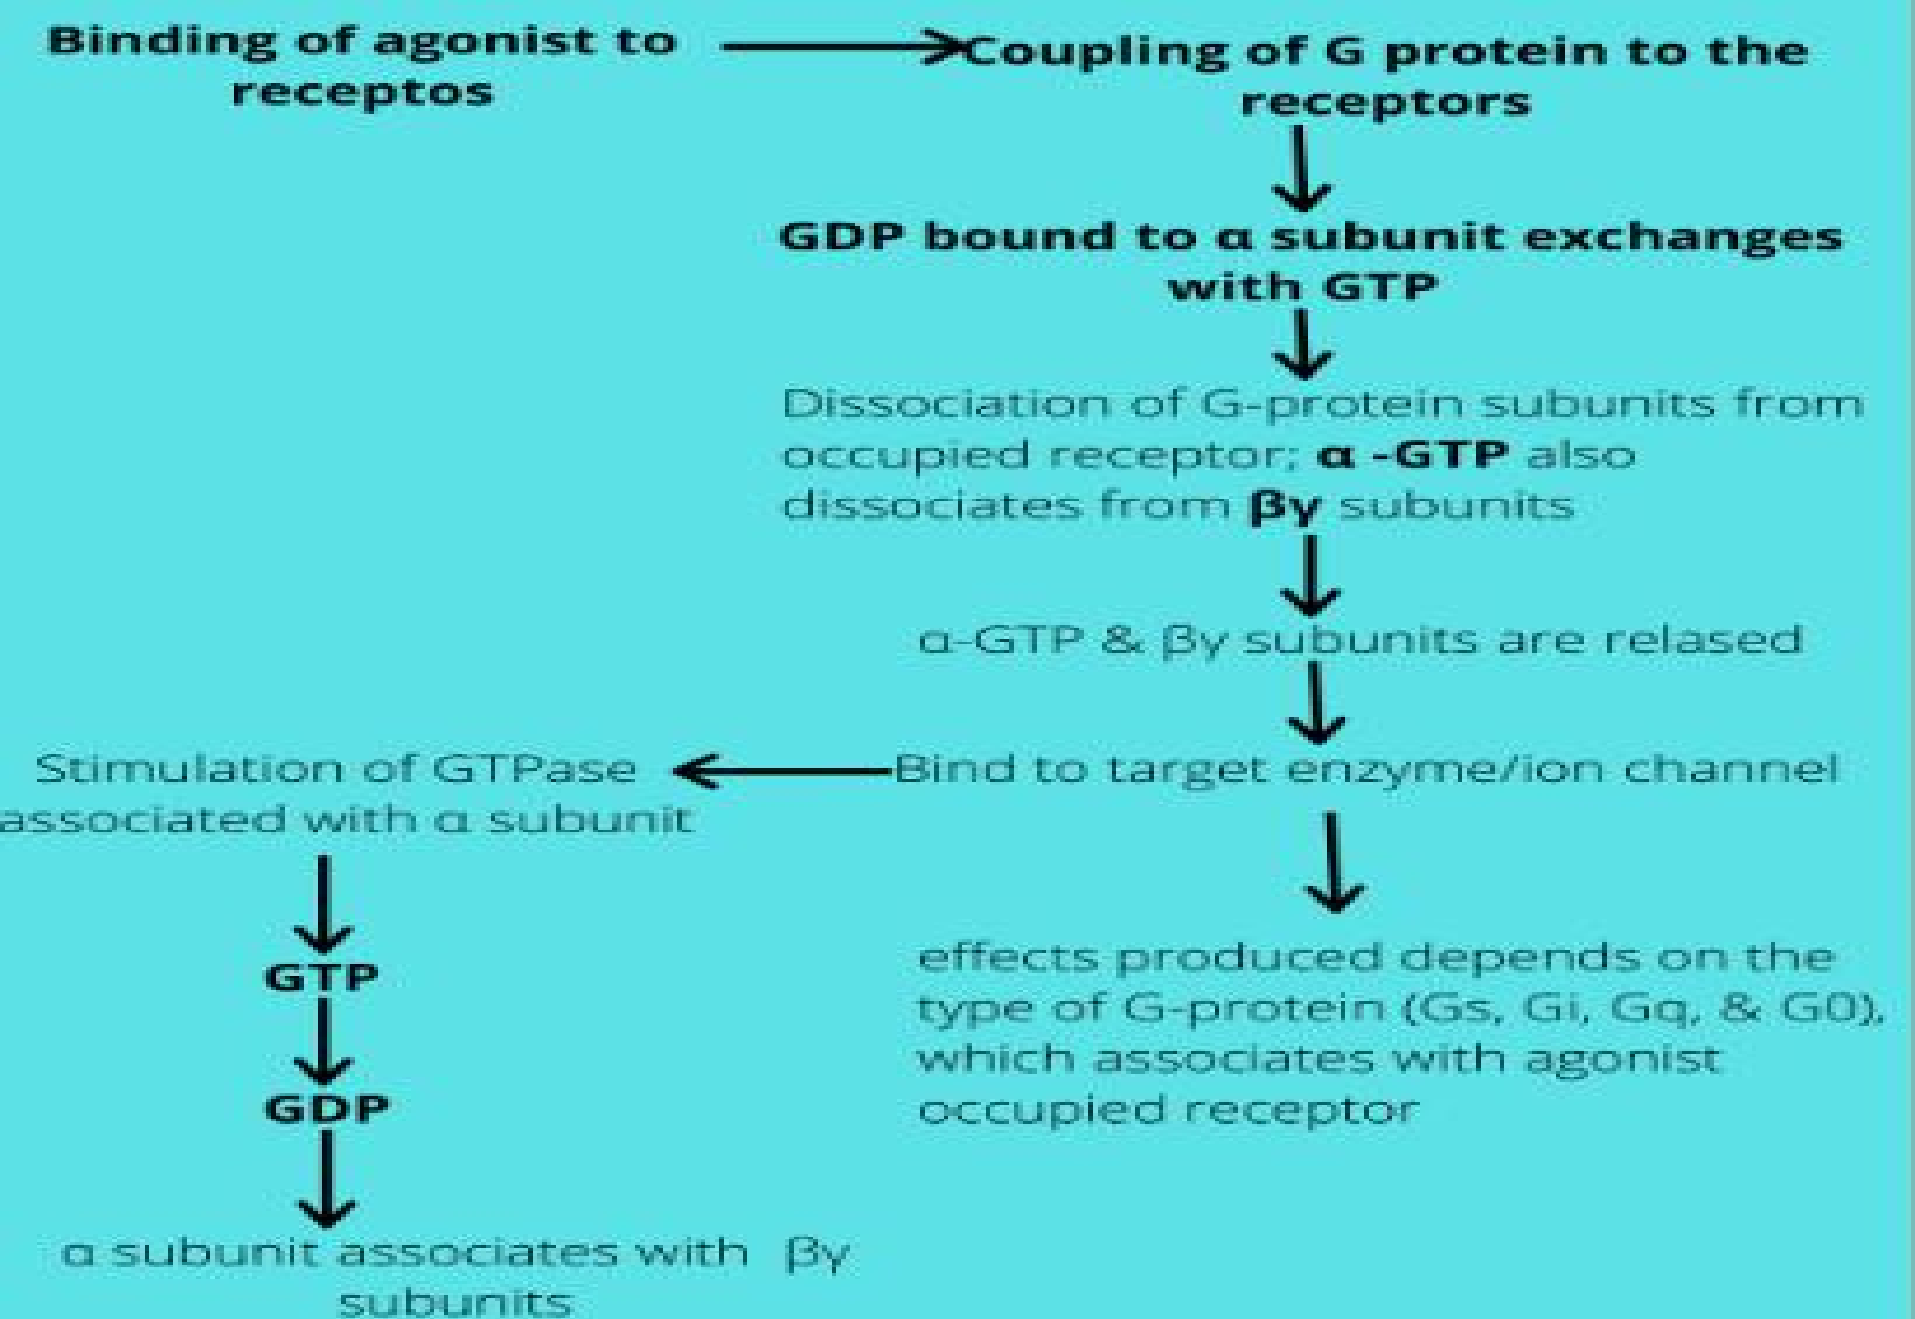 Binding of agonist to
receptos
Coupling of G protein to the
receptors
GDP bound to α subunit exchanges
with GTP
Dissociation of G-protein subunits from
occupied receptor; α -GTP also
dissociates from βγ subunits
α-GTP & βγ subunits are relased
Bind to target enzyme/ion channel
Stimulation of GTPase
associated with α subunit
GTP
GDP
α subunit associates with βγ
subunits
effects produced depends on the
type of G-protein (Gs, Gi, Gq, & G0),
which associates with agonist
occupied receptor